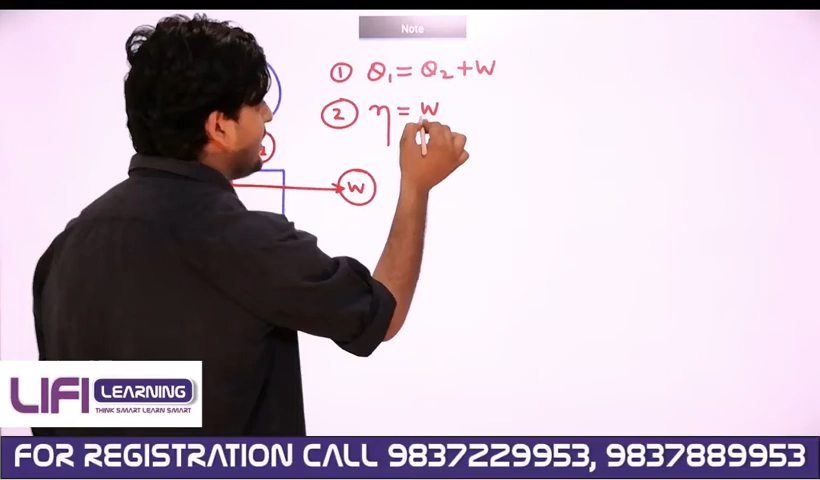 Note
① Q₁ = Q₂ + W
② η = W
W
LIFI LEARNING
THINK SMART LEARN SMART
FOR REGISTRATION CALL 9837229953, 9837889953